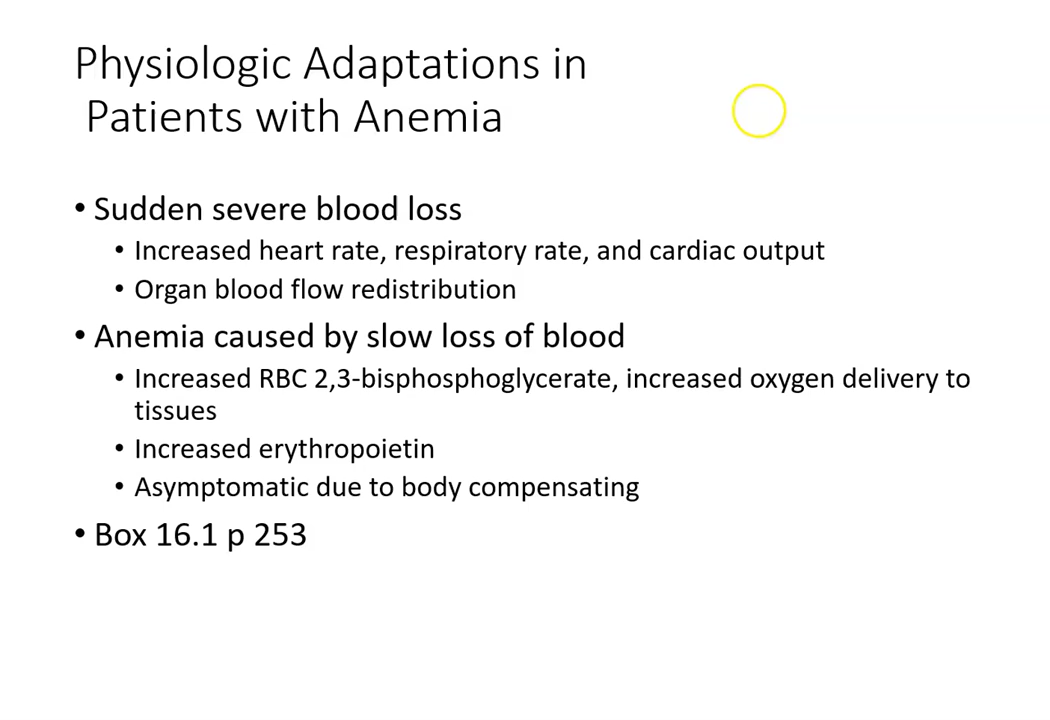 Physiologic Adaptations in
Patients with Anemia
• Sudden severe blood loss
• Increased heart rate, respiratory rate, and cardiac output
• Organ blood flow redistribution
• Anemia caused by slow loss of blood
• Increased RBC 2,3-bisphosphoglycerate, increased oxygen delivery to
tissues
• Increased erythropoietin
• Asymptomatic due to body compensating
• Box 16.1 p 253